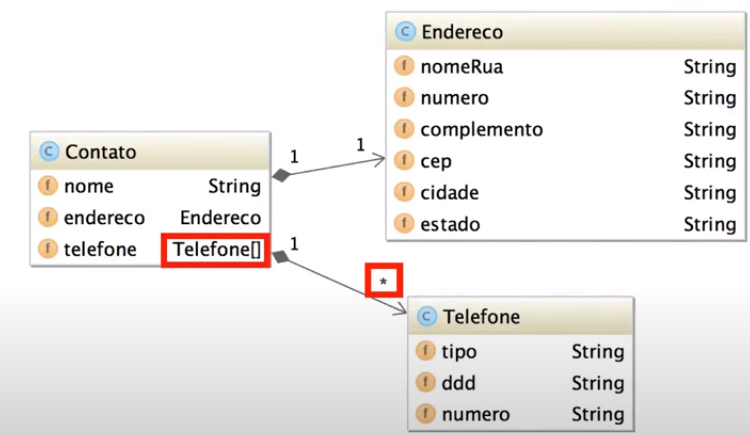 C Contato
f nome String
f endereco Endereco
f telefone Telefone[]
1
1
C Endereco
f nomeRua String
f numero String
f complemento String
f cep String
f cidade String
f estado String
1
*
C Telefone
f tipo String
f ddd String
f numero String